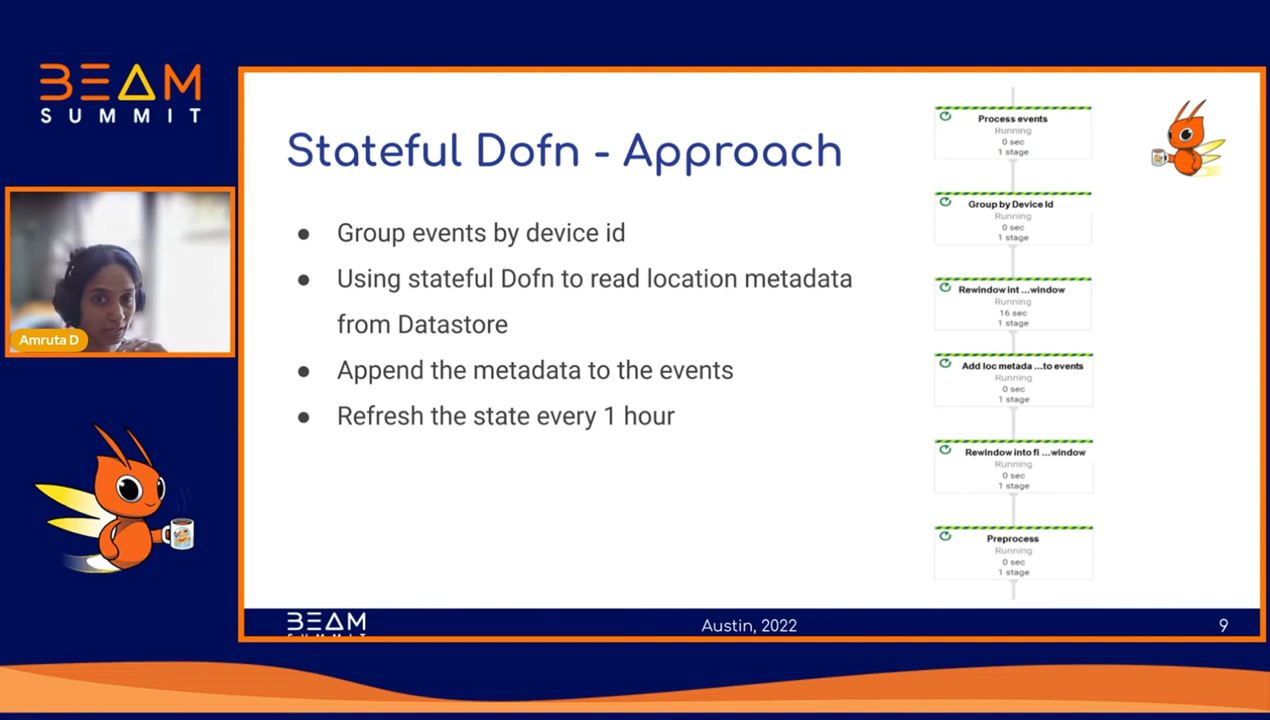 BEAM
SUMMIT
Amruta D
Stateful Dofn - Approach
● Group events by device id
● Using stateful Dofn to read location metadata
from Datastore
● Append the metadata to the events
● Refresh the state every 1 hour
Process events
Running
0 sec
1 stage
Group by Device Id
Running
0 sec
1 stage
Rewindow int ...window
Running
16 sec
1 stage
Add loc metada ...to events
Running
0 sec
1 stage
Rewindow into fi ...window
Running
0 sec
1 stage
Preprocess
Running
0 sec
1 stage
BEAM
Austin, 2022
9